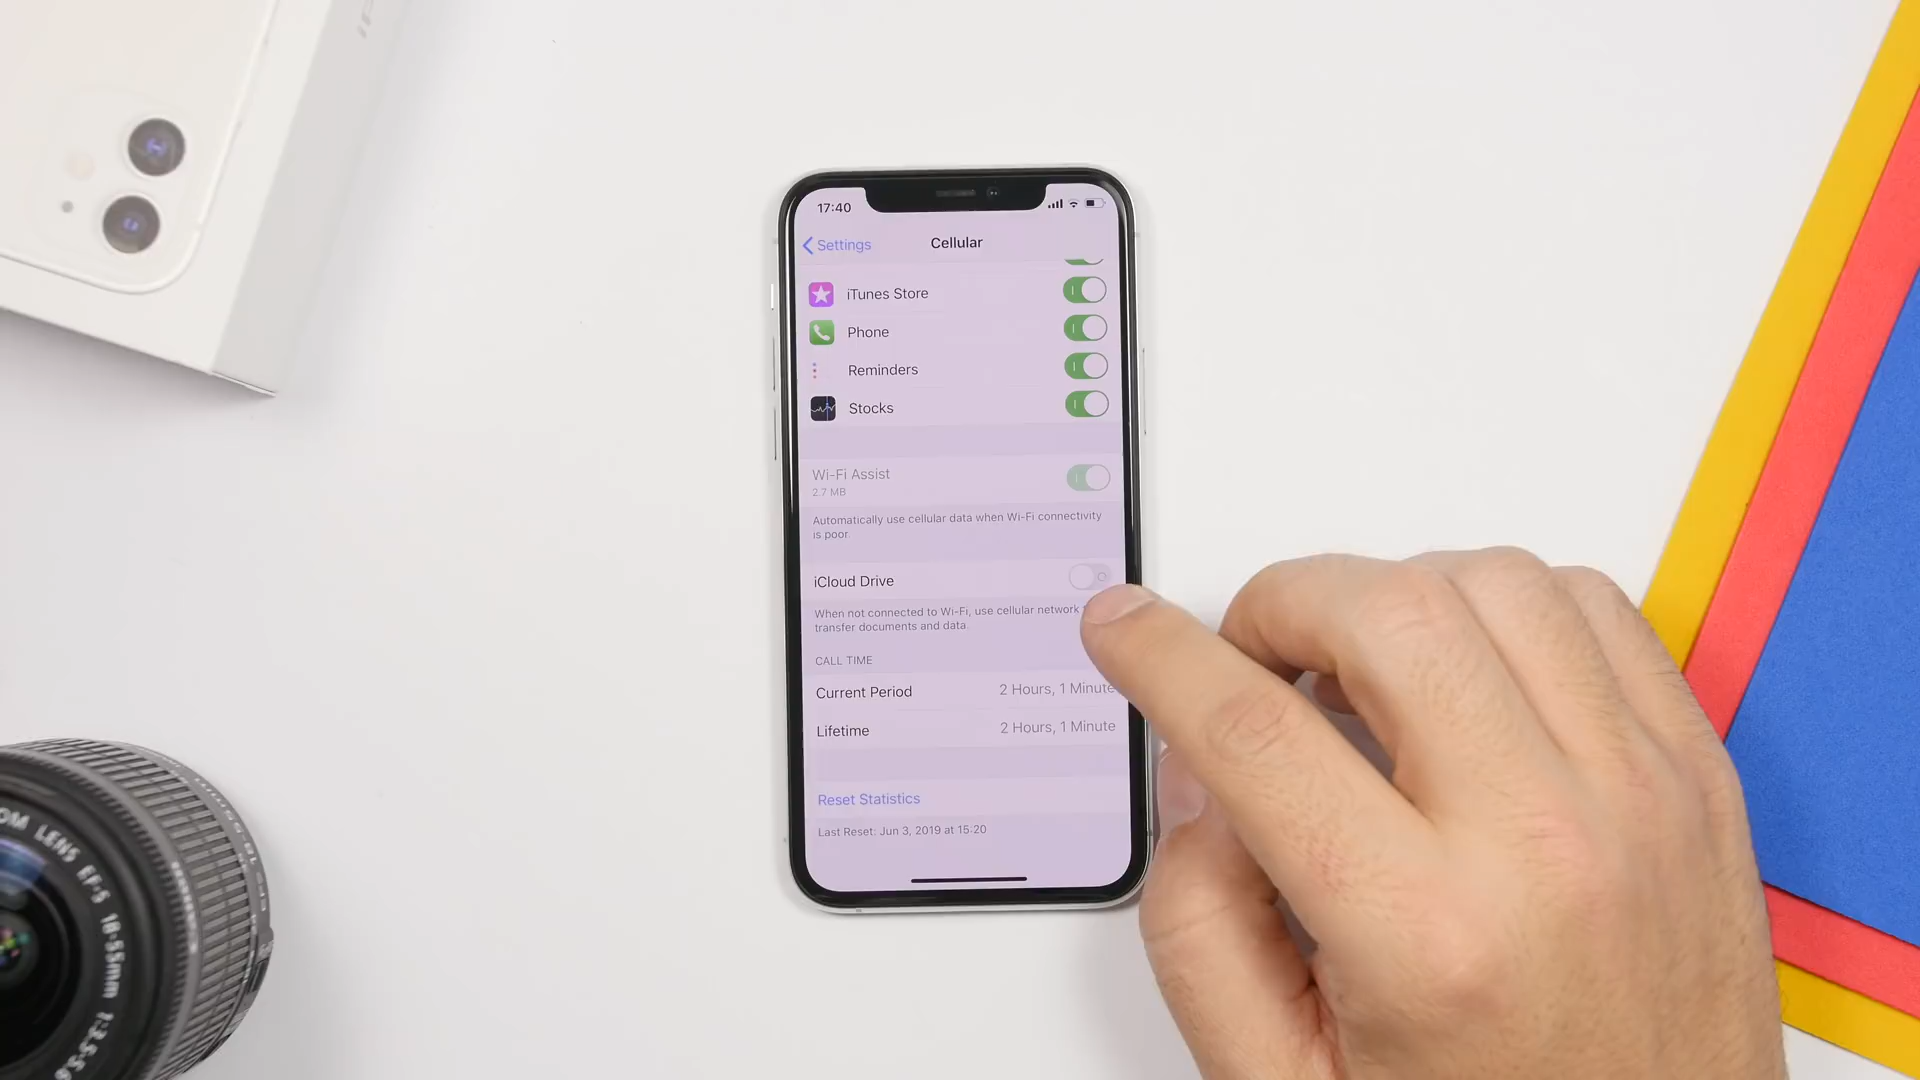 17:40
Settings
Cellular
iTunes Store
Phone
Reminders
Stocks
Wi-Fi Assist
2.7 MB
Automatically use cellular data when Wi-Fi connectivity
is poor.
iCloud Drive
When not connected to Wi-Fi, use cellular network
transfer documents and data.
CALL TIME
Current Period
2 Hours, 1 Minute
Lifetime
2 Hours, 1 Minute
Reset Statistics
Last Reset: Jun 3, 2019 at 15:20
LENS EF-S 18-55mm